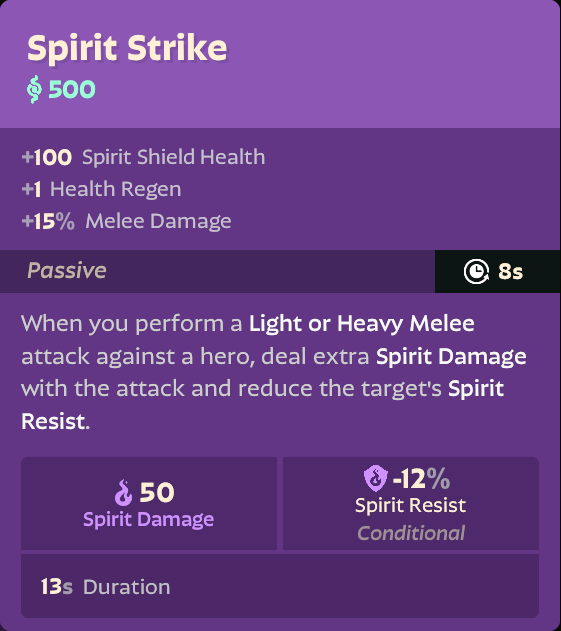 Spirit Strike
500
+100 Spirit Shield Health
+1 Health Regen
+15% Melee Damage
Passive 8s
When you perform a Light or Heavy Melee
attack against a hero, deal extra Spirit Damage
with the attack and reduce the target's Spirit
Resist.
50
Spirit Damage
-12%
Spirit Resist
Conditional
13s Duration